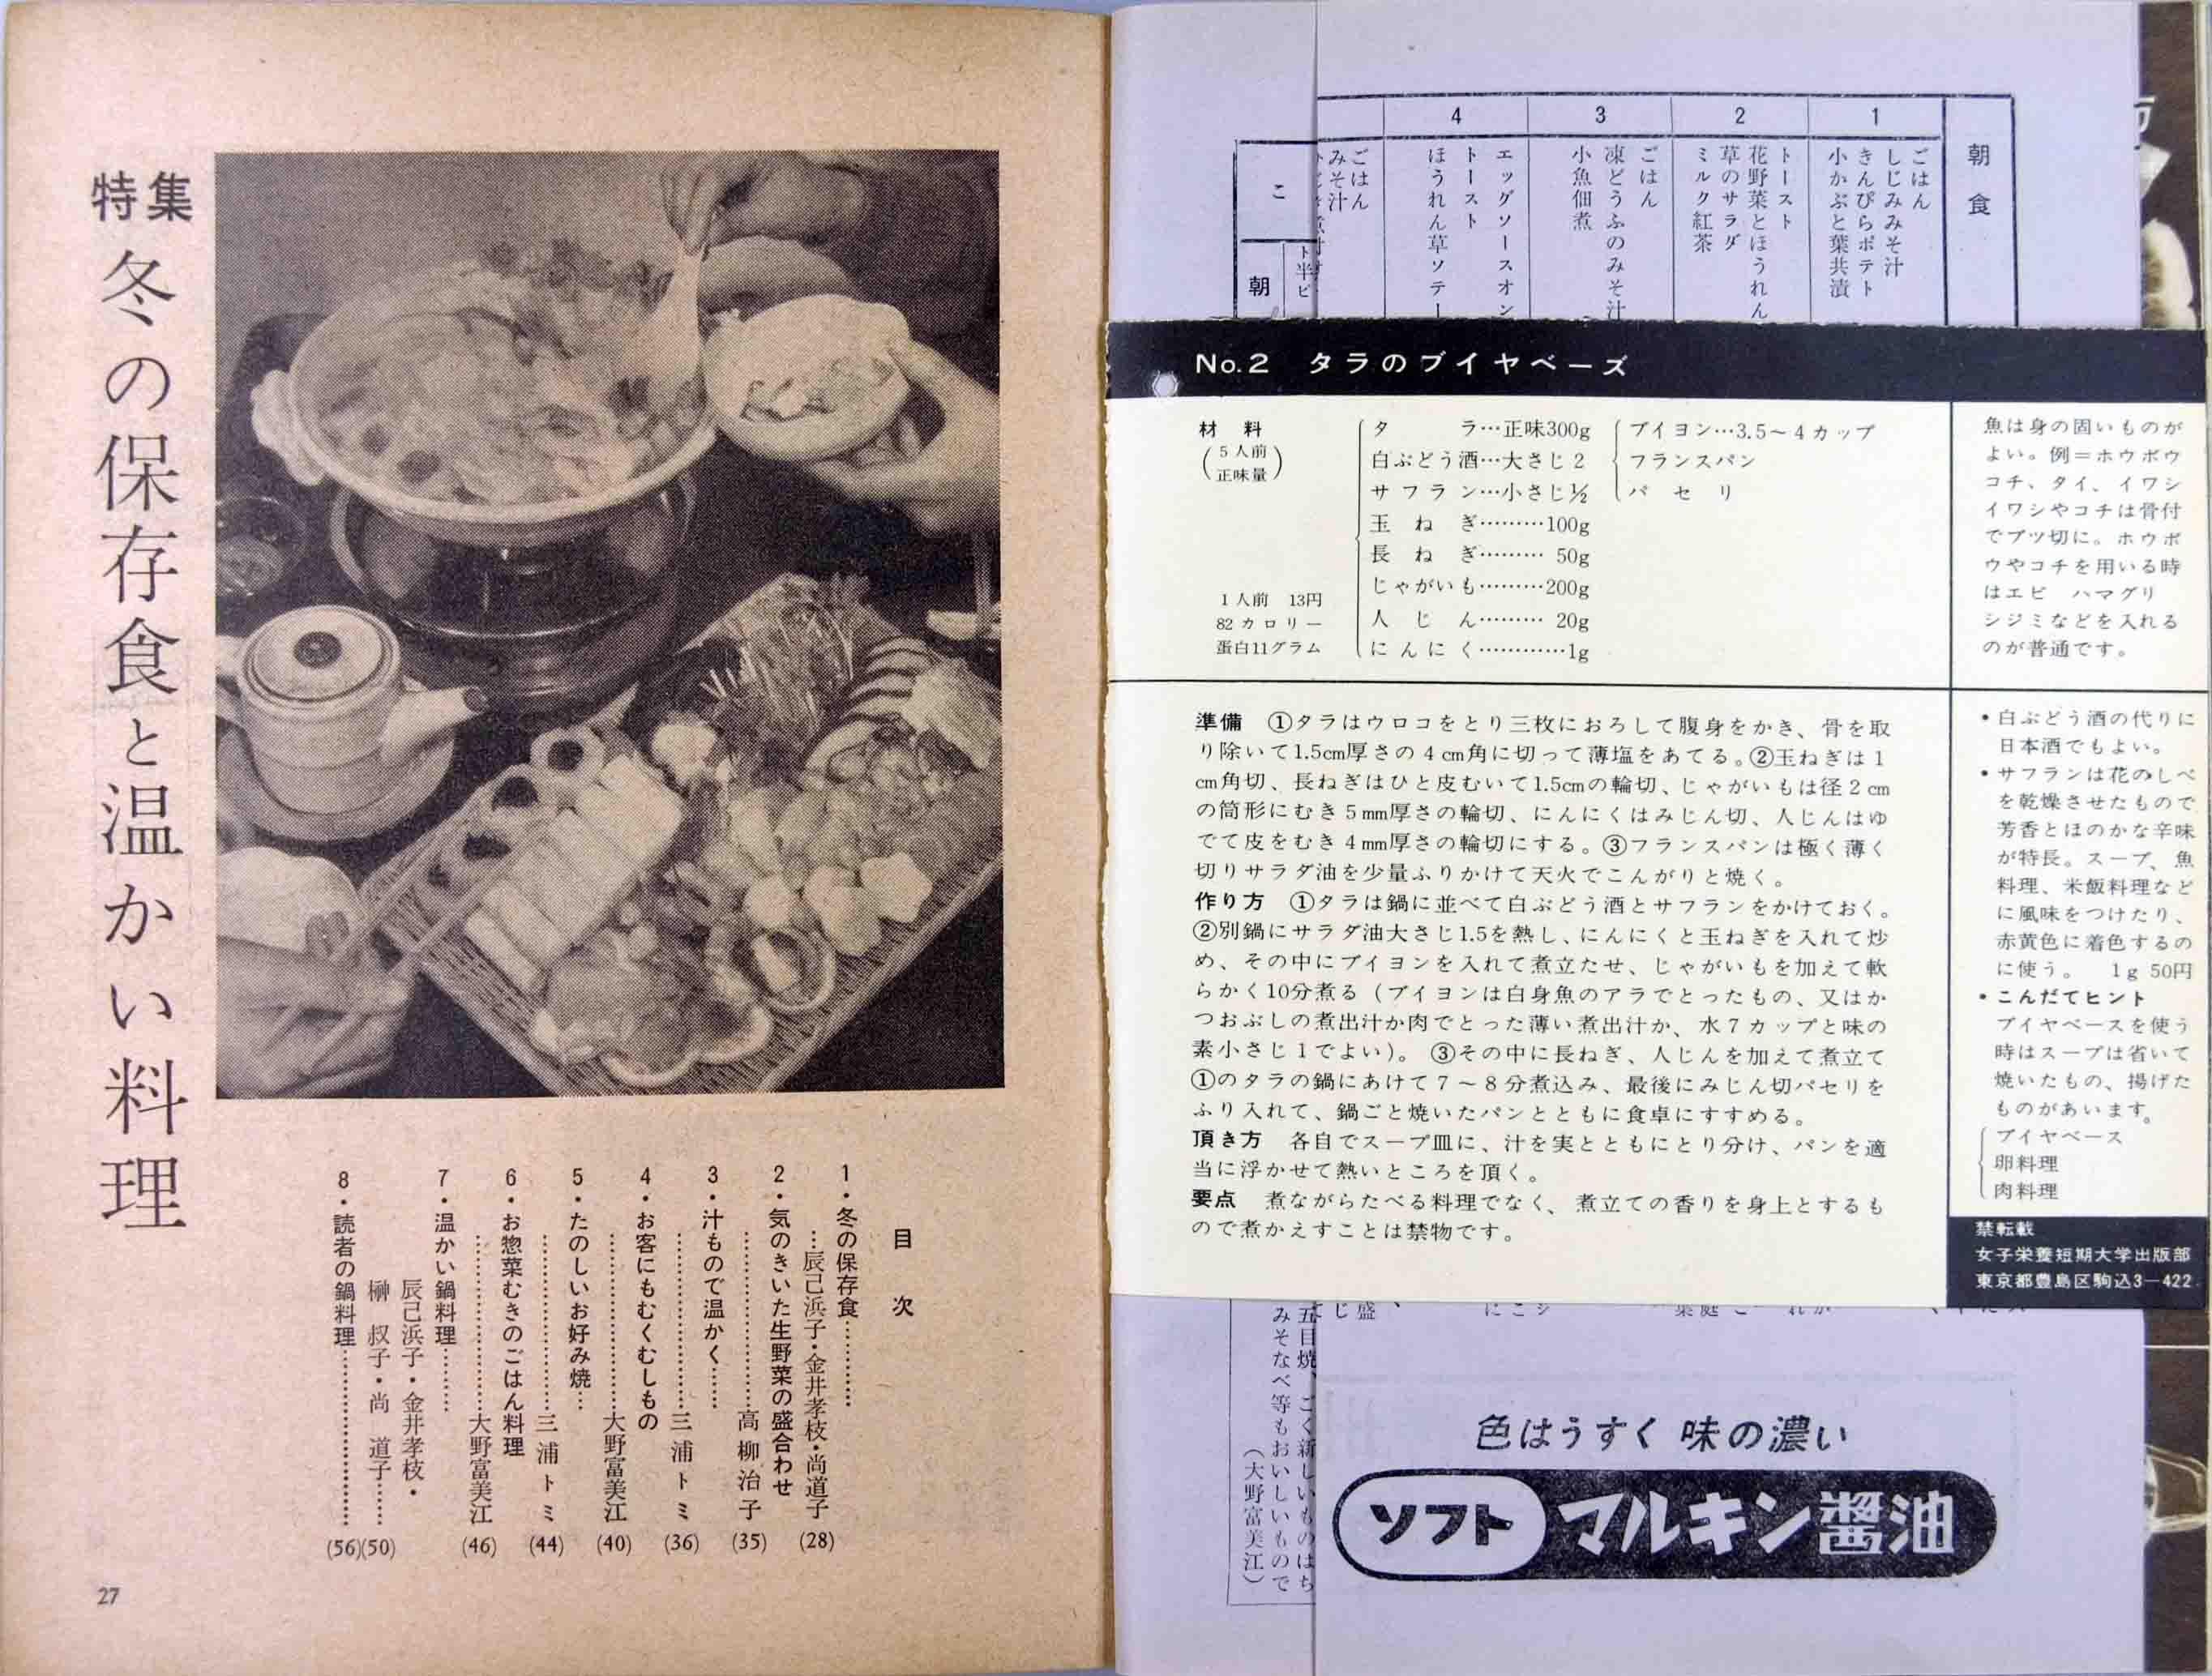 特集
冬の保存食と温かい料理
目次
1・冬の保存食…………
…辰己浜子・金井孝枝・尚道子 (28)
2・気のきいた生野菜の盛合わせ
…………高柳治子 (35)
3・汁もので温かく……
…………三浦トミ (36)
4・お客にもむくむしもの
…………大野富美江 (40)
5・たのしいお好み焼…
…………三浦トミ (44)
6・お惣菜むきのごはん料理
…………大野富美江 (46)
7・温かい鍋料理……
辰己浜子・金井孝枝・
榊叔子・尚道子…… (50)
8・読者の鍋料理………… (56)
27
朝食
1
ごはん
しじみみそ汁
きんぴらポテト
小かぶと葉共漬
2
トースト
花野菜とほうれん
草のサラダ
ミルク紅茶
3
ごはん
凍どうふのみそ汁
小魚佃煮
4
エッグソースオン
トースト
ほうれん草ソテー
ごはん
みそ汁
こ
朝
No.2 タラのブイヤベーズ
材料
(5人前
正味量)
1人前 13円
82カロリー
蛋白11グラム
タラ…正味300g
白ぶどう酒…大さじ2
サフラン…小さじ½
玉ねぎ………100g
長ねぎ……… 50g
じゃがいも………200g
人じん……… 20g
にんにく…………1g
ブイヨン…3.5～4カップ
フランスパン
パセリ
魚は身の固いものが
よい。例＝ホウボウ
コチ、タイ、イワシ
イワシやコチは骨付
でブツ切に。ホウボ
ウやコチを用いる時
はエビ ハマグリ
シジミなどを入れる
のが普通です。
準備 ①タラはウロコをとり三枚におろして腹身をかき、骨を取
り除いて1.5cm厚さの4cm角に切って薄塩をあてる。②玉ねぎは1
cm角切、長ねぎはひと皮むいて1.5cmの輪切、じゃがいもは径2cm
の筒形にむき5mm厚さの輪切、にんにくはみじん切、人じんはゆ
でて皮をむき4mm厚さの輪切にする。③フランスパンは極く薄く
切りサラダ油を少量ふりかけて天火でこんがりと焼く。
作り方 ①タラは鍋に並べて白ぶどう酒とサフランをかけておく。
②別鍋にサラダ油大さじ1.5を熱し、にんにくと玉ねぎを入れて炒
め、その中にブイヨンを入れて煮立たせ、じゃがいもを加えて軟
らかく10分煮る（ブイヨンは白身魚のアラでとったもの、又はか
つおぶしの煮出汁か肉でとった薄い煮出汁か、水7カップと味の
素小さじ1でよい）。③その中に長ねぎ、人じんを加えて煮立て
①のタラの鍋にあけて7～8分煮込み、最後にみじん切パセリを
ふり入れて、鍋ごと焼いたパンとともに食卓にすすめる。
頂き方 各自でスープ皿に、汁を実とともにとり分け、パンを適
当に浮かせて熱いところを頂く。
要点 煮ながらたべる料理でなく、煮立ての香りを身上とするも
ので煮かえすことは禁物です。
・白ぶどう酒の代りに
日本酒でもよい。
・サフランは花のしべ
を乾燥させたもので
芳香とほのかな辛味
が特長。スープ、魚
料理、米飯料理など
に風味をつけたり、
赤黄色に着色するの
に使う。 1g 50円
・こんだてヒント
ブイヤベースを使う
時はスープは省いて
焼いたもの、揚げた
ものがあいます。
ブイヤベース
卵料理
肉料理
禁転載
女子栄養短期大学出版部
東京都豊島区駒込3－422
五目焼、ごく新しいものはち
みそなべ等もおいしいもので
（大野富美江）
色はうすく 味の濃い
ソフト マルキン醤油